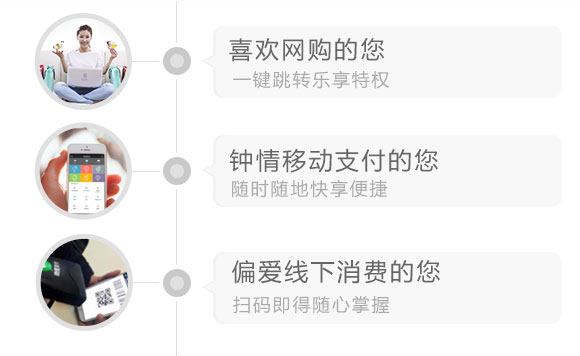 喜欢网购的您
一键跳转乐享特权
钟情移动支付的您
随时随地快享便捷
偏爱线下消费的您
扫码即得随心掌握